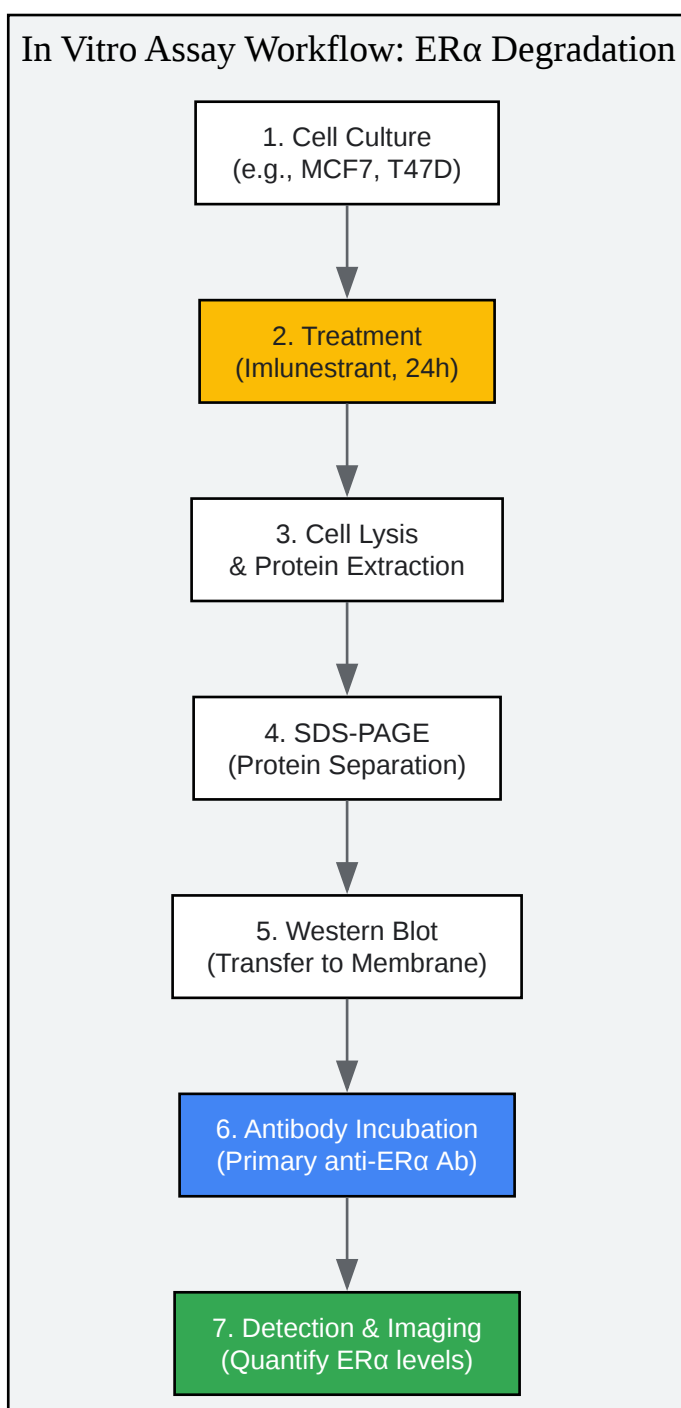 In Vitro Assay Workflow: ERα Degradation
1. Cell Culture
(e.g., MCF7, T47D)
2. Treatment
(Imlunestrant, 24h)
3. Cell Lysis
& Protein Extraction
4. SDS-PAGE
(Protein Separation)
5. Western Blot
(Transfer to Membrane)
6. Antibody Incubation
(Primary anti-ERα Ab)
7. Detection & Imaging
(Quantify ERα levels)